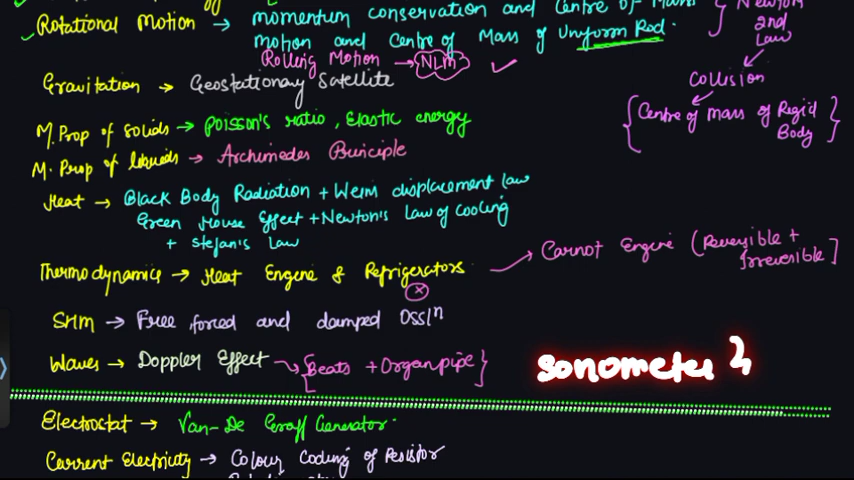 Rotational Motion → momentum conservation and Centre of Mass
Motion and Centre of Mass of Uniform Rod.
Rolling Motion → NLM ✓
Newton
2nd
Law
Collision
{Centre of mass of Regid
Body}
Gravitation → Geostationary Satellite
M. Prop of Solids → Poisson's ratio, Elastic energy
M. Prop of liquids → Archimedes Principle
Heat → Black Body Radiation + Wein displacement law
Green House Effect + Newton's Law of Cooling
+ Stefan's Law
Thermodynamics → Heat Engine & Refrigerators → Carnot Engine (Reversible +
Irreversible]
SHM → Free, forced and damped Ossln
Waves → Doppler Effect → [Beats + Organ pipe}
Sonometer }
Electrostat → Van-De Graff Generator.
Current Electricity → Colour Coding of Resistor